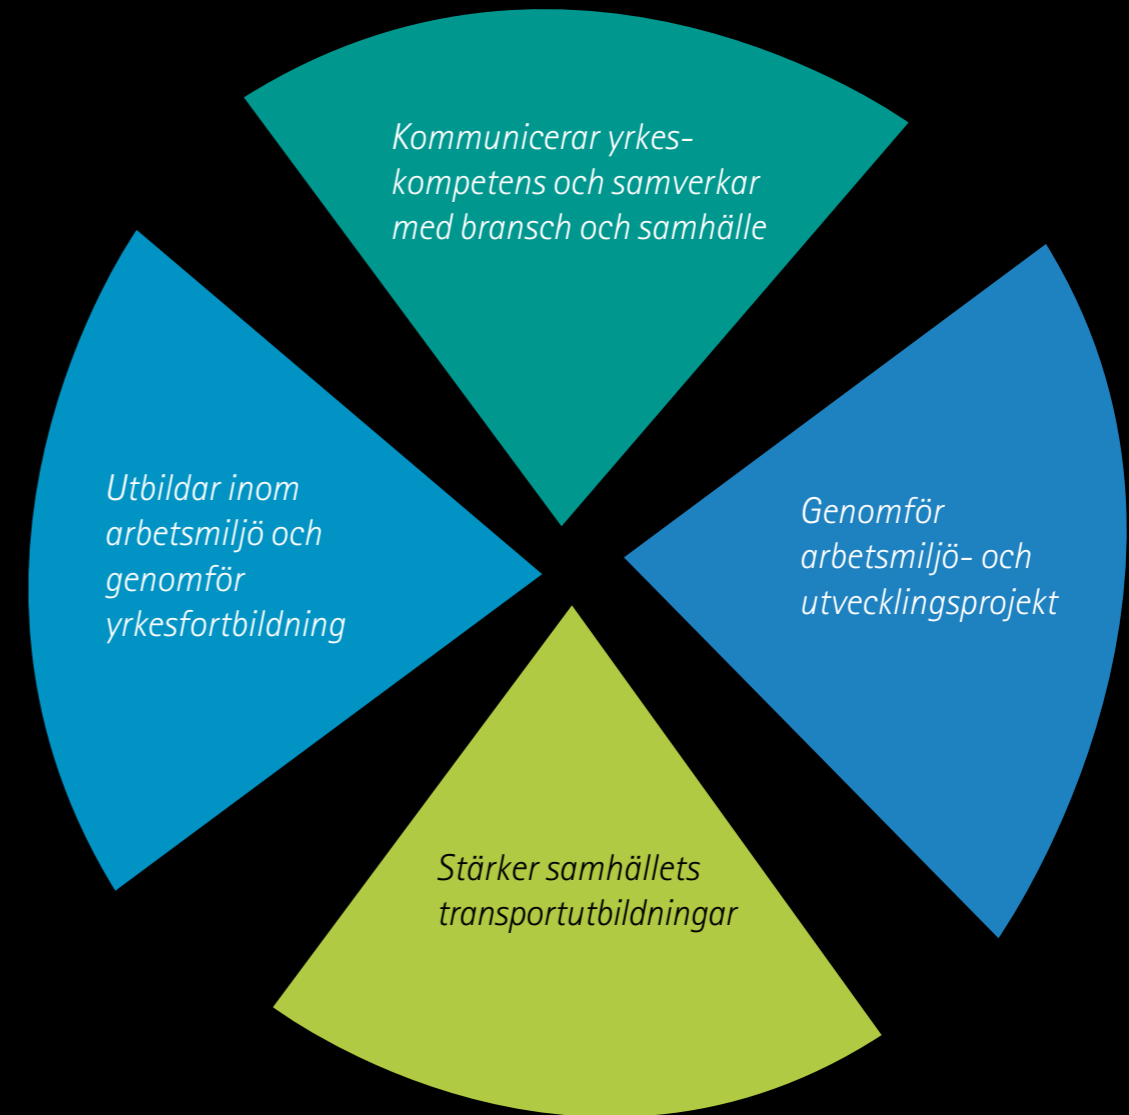 Kommunicerar yrkes-
kompetens och samverkar
med bransch och samhälle
Utbildar inom
arbetsmiljö och
genomför
yrkesfortbildning
Genomför
arbetsmiljö- och
utvecklingsprojekt
Stärker samhällets
transportutbildningar